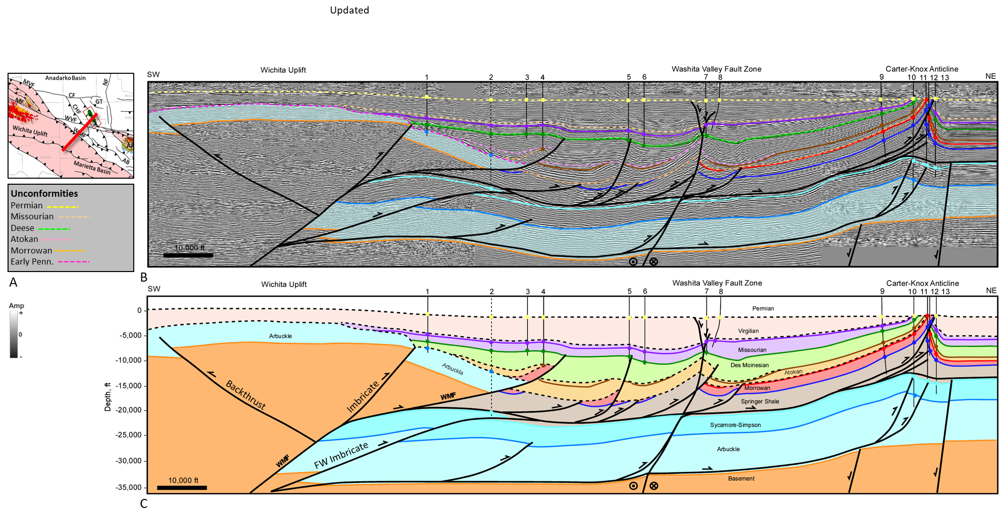 Updated
Anadarko Basin
NF
MVF
CF
MF
GT
CHF
WVF
Wichita Uplift
WMF
AA
COTTON
AB
Marietta Basin
Unconformities
Permian
Missourian
Deese
Atokan
Morrowan
Early Penn.
A
Wichita Uplift
Washita Valley Fault Zone
Carter-Knox Anticline
SW
1
2
3
4
5
6
7
8
9
10
11
12
13
NE
10,000 ft
B
Wichita Uplift
Washita Valley Fault Zone
Carter-Knox Anticline
SW
1
2
3
4
5
6
7
8
9
10
11
12
13
NE
Amp
+
0
-
Depth, ft
0
-5,000
-10,000
-15,000
-20,000
-25,000
-30,000
-35,000
Permian
Virgilian
Arbuckle
Missourian
Des Moinesian
Arbuckle
Atokan
Backthrust
Imbricate
WMF
Morrowan
Springer Shale
Sycamore-Simpson
FW Imbricate
WMF
Arbuckle
Basement
10,000 ft
C